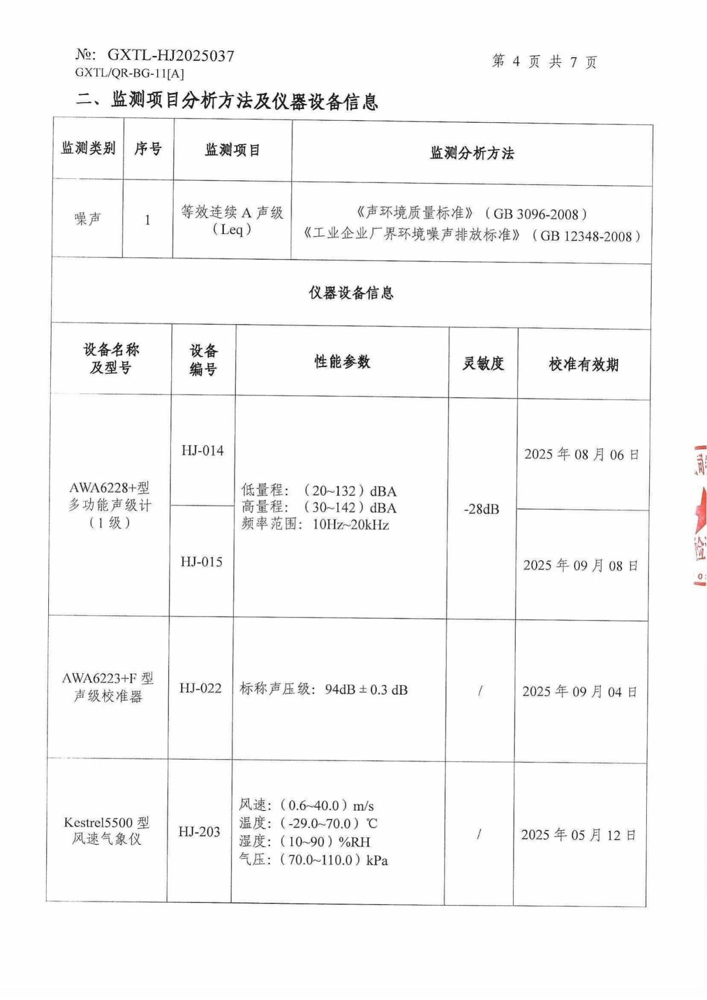 №: GXTL-HJ2025037
第 4 页 共 7 页
GXTL/QR-BG-11[A]
二、监测项目分析方法及仪器设备信息
监测类别 序号 监测项目 监测分析方法
噪声 1 等效连续 A 声级
（Leq）
《声环境质量标准》（GB 3096-2008）
《工业企业厂界环境噪声排放标准》（GB 12348-2008）
仪器设备信息
设备名称
及型号
设备
编号
性能参数 灵敏度 校准有效期
AWA6228+型
多功能声级计
（1 级）
HJ-014
HJ-015
低量程：（20~132）dBA
高量程：（30~142）dBA
频率范围：10Hz~20kHz
-28dB
2025 年 08 月 06 日
2025 年 09 月 08 日
AWA6223+F 型
声级校准器
HJ-022
标称声压级：94dB ± 0.3 dB
/
2025 年 09 月 04 日
Kestrel5500 型
风速气象仪
HJ-203
风速：（0.6~40.0）m/s
温度：（-29.0~70.0）℃
湿度：（10~90）%RH
气压：（70.0~110.0）kPa
/
2025 年 05 月 12 日